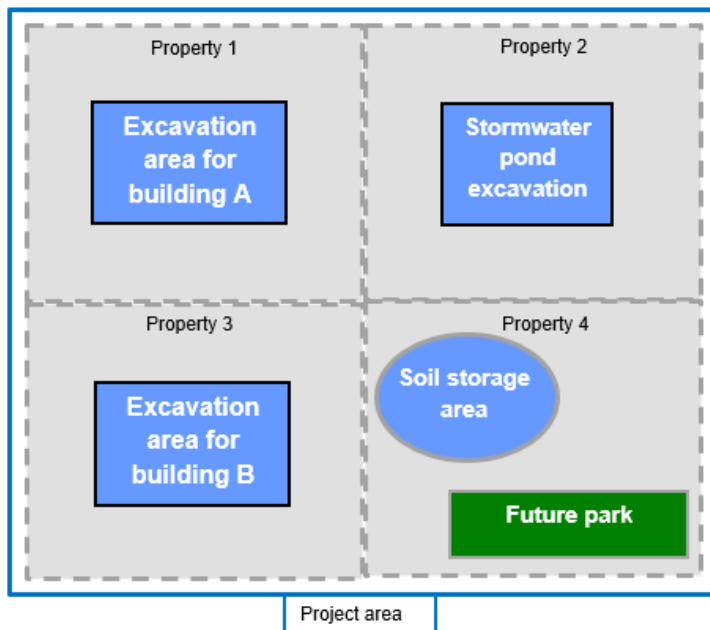 Property 1
Property 2
Excavation
area for
building A
Stormwater
pond
excavation
Property 3
Property 4
Excavation
area for
building B
Soil storage
area
Future park
Project area